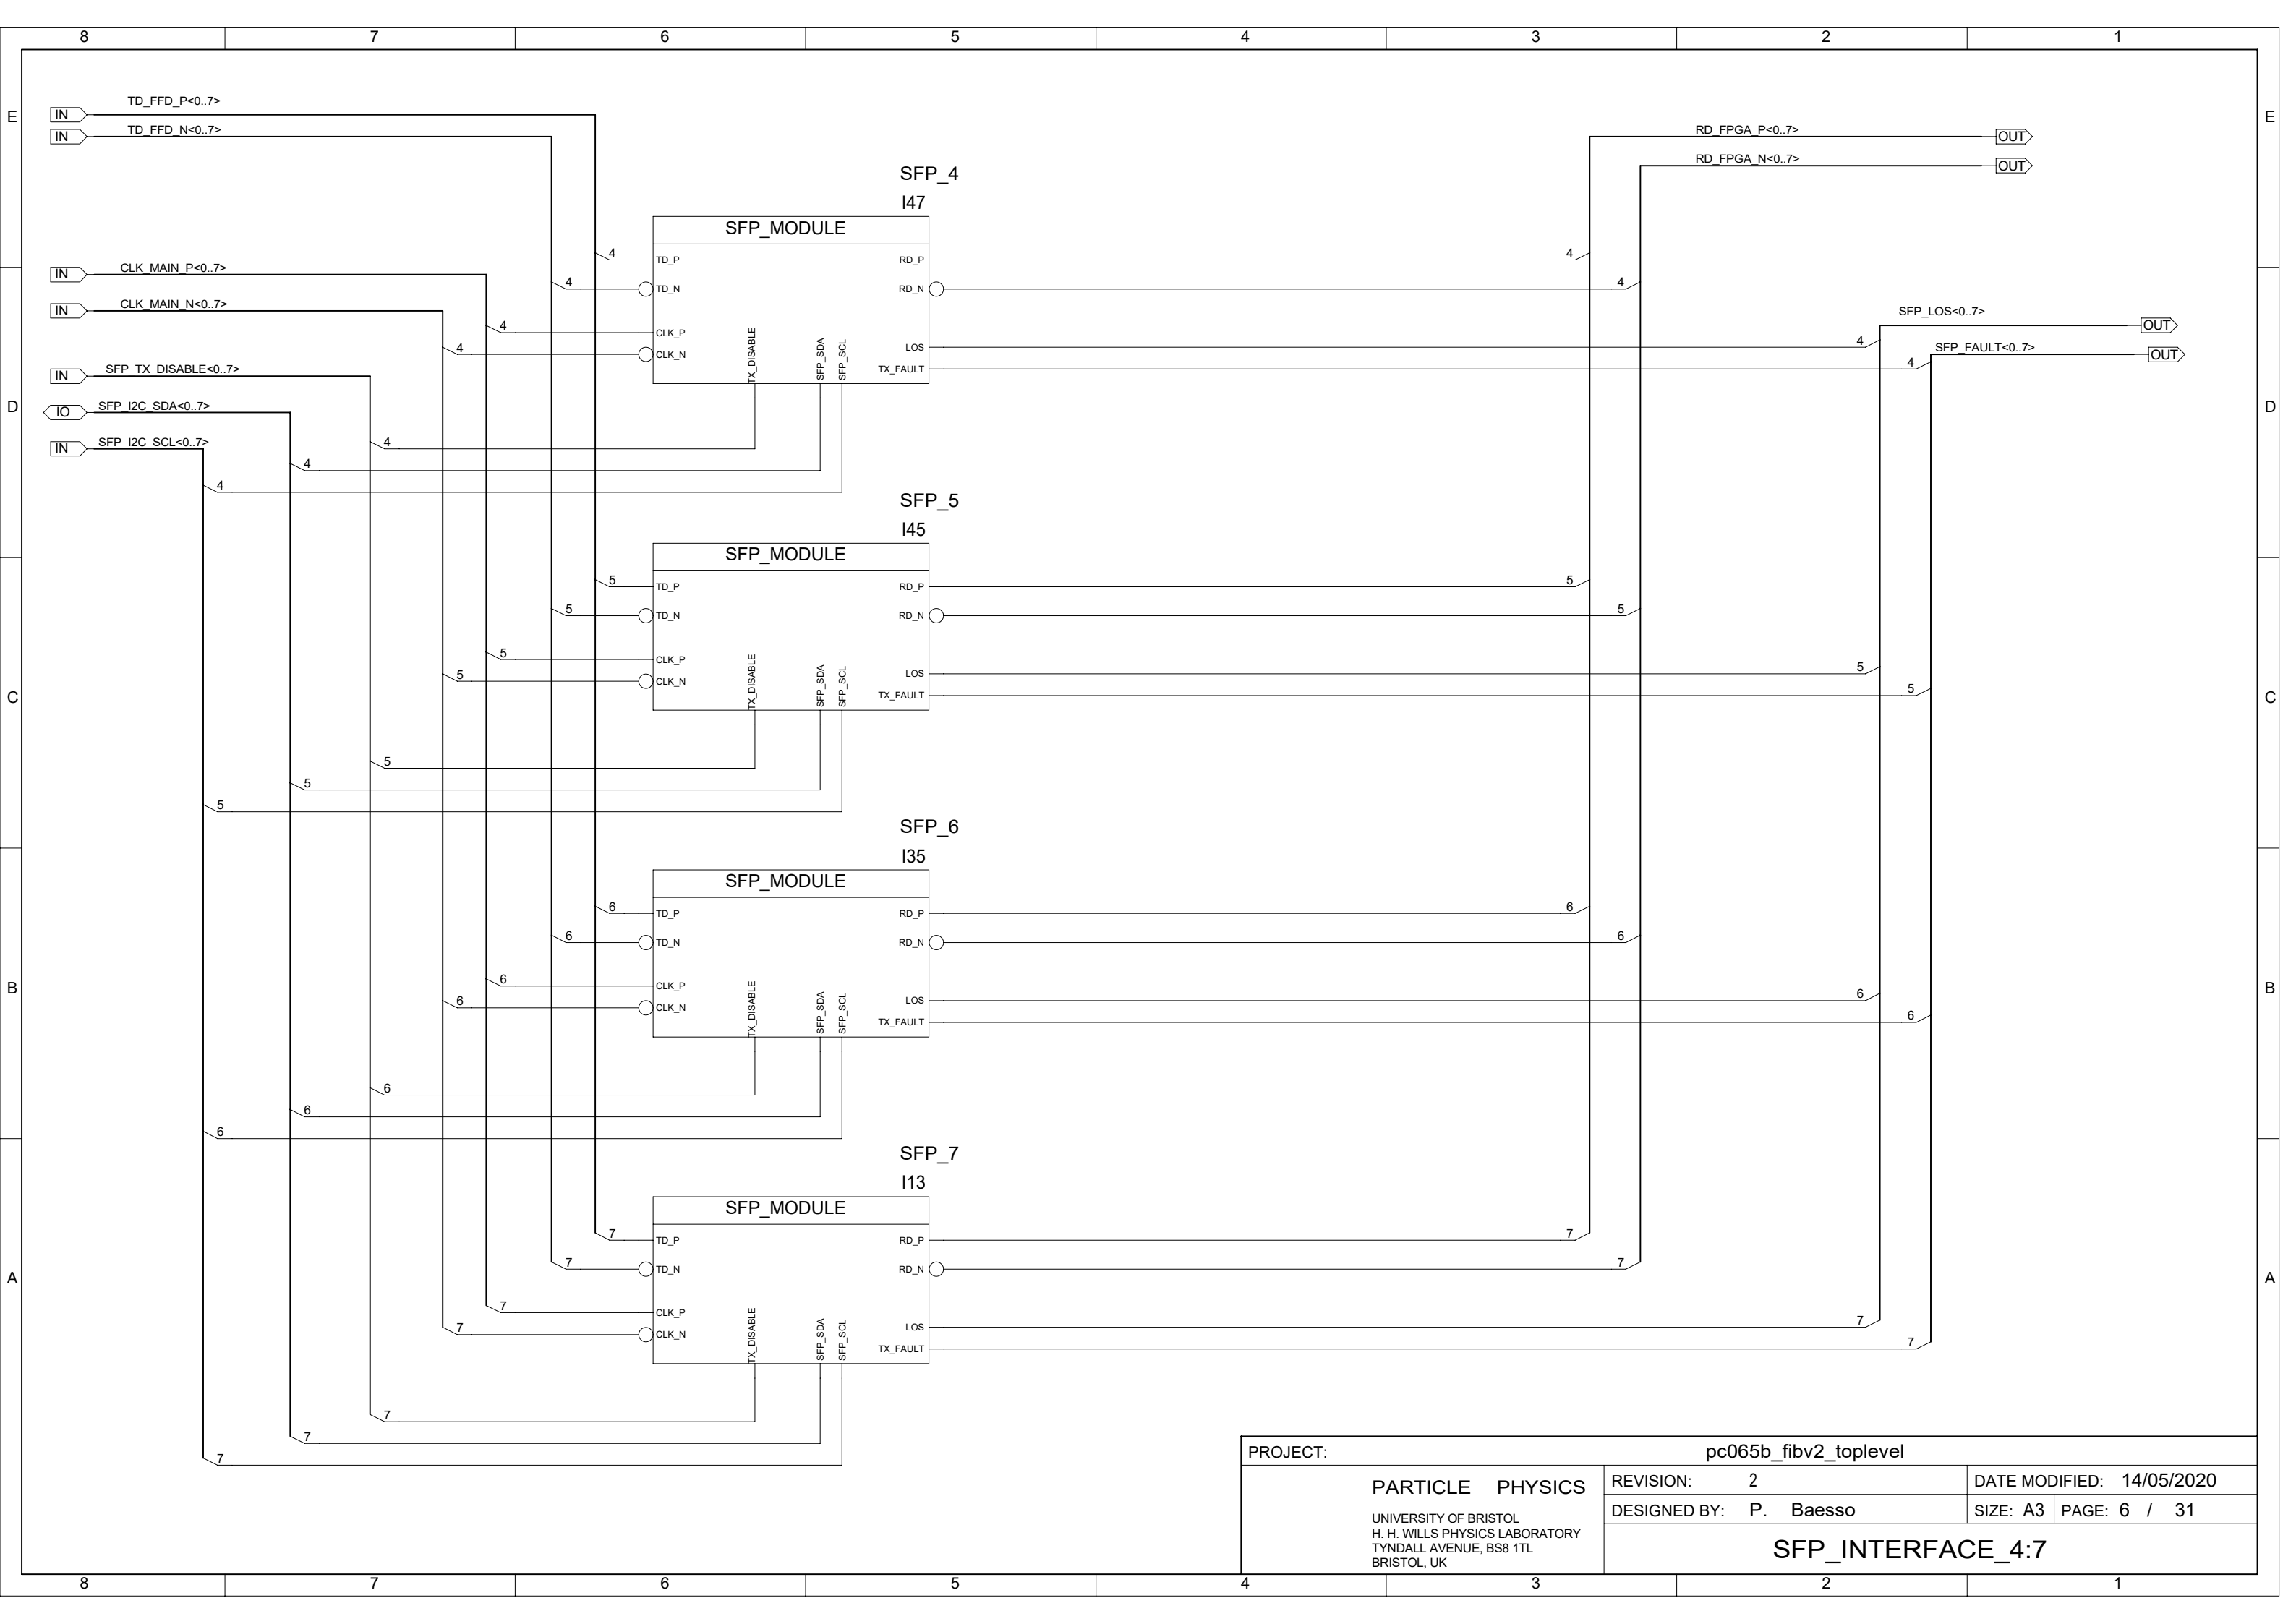 8 7 6 5 4 3 2 1
E E
D D
C C
B B
A A
IN TD_FFD_P<0..7>
IN TD_FFD_N<0..7>
RD_FPGA_P<0..7> OUT
RD_FPGA_N<0..7> OUT
IN CLK_MAIN_P<0..7>
IN CLK_MAIN_N<0..7>
SFP_LOS<0..7> OUT
SFP_FAULT<0..7> OUT
IN SFP_TX_DISABLE<0..7>
IO SFP_I2C_SDA<0..7>
IN SFP_I2C_SCL<0..7>
SFP_4
I47
SFP_MODULE
4 TD_P RD_P 4
4 TD_N RD_N 4
4 CLK_P
4 CLK_N
LOS 4
TX_FAULT 4
TX_DISABLE
SFP_SDA
SFP_SCL
4
4
4
SFP_5
I45
SFP_MODULE
5 TD_P RD_P 5
5 TD_N RD_N 5
5 CLK_P
5 CLK_N
LOS 5
TX_FAULT 5
TX_DISABLE
SFP_SDA
SFP_SCL
5
5
5
SFP_6
I35
SFP_MODULE
6 TD_P RD_P 6
6 TD_N RD_N 6
6 CLK_P
6 CLK_N
LOS 6
TX_FAULT 6
TX_DISABLE
SFP_SDA
SFP_SCL
6
6
6
SFP_7
I13
SFP_MODULE
7 TD_P RD_P 7
7 TD_N RD_N 7
7 CLK_P
7 CLK_N
LOS 7
TX_FAULT 7
TX_DISABLE
SFP_SDA
SFP_SCL
7
7
7
PROJECT: pc065b_fibv2_toplevel
PARTICLE PHYSICS
UNIVERSITY OF BRISTOL
H. H. WILLS PHYSICS LABORATORY
TYNDALL AVENUE, BS8 1TL
BRISTOL, UK
REVISION: 2 DATE MODIFIED: 14/05/2020
DESIGNED BY: P. Baesso SIZE: A3 PAGE: 6 / 31
SFP_INTERFACE_4:7
8 7 6 5 4 3 2 1